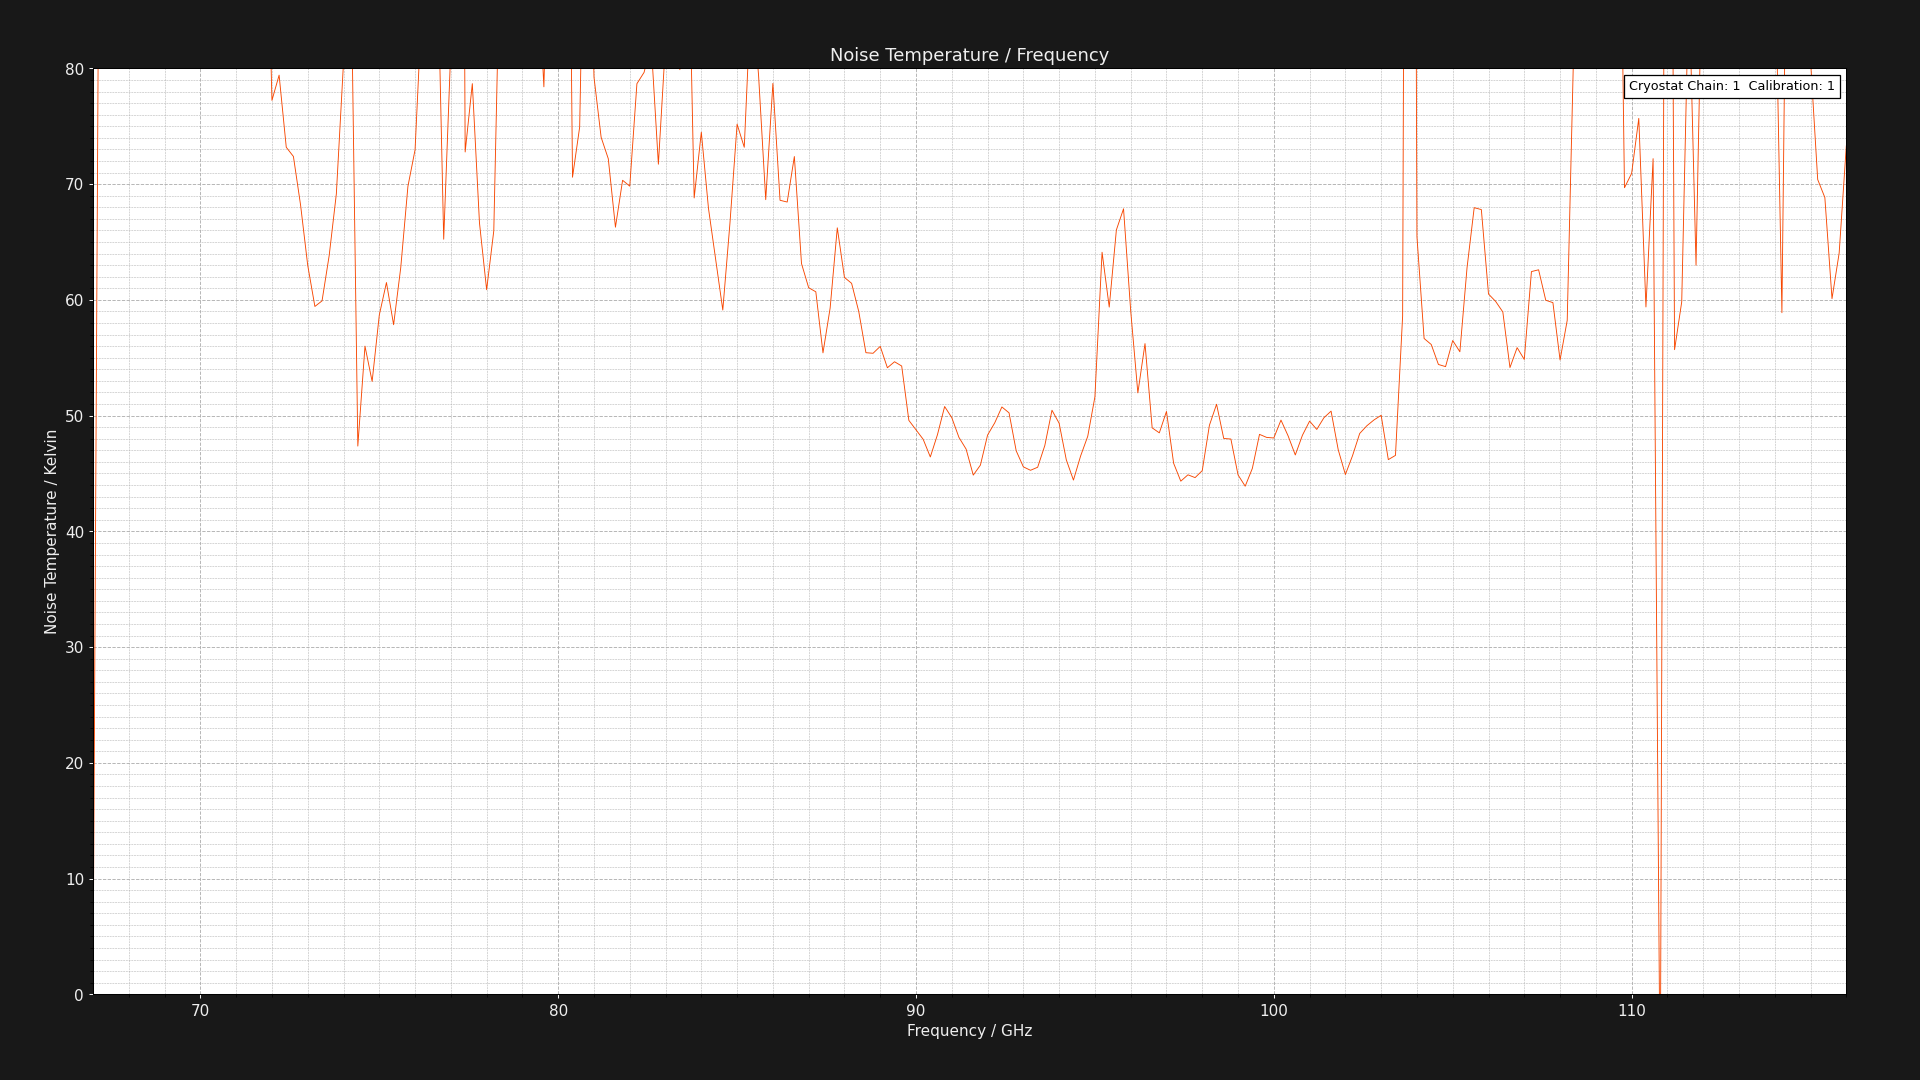 Noise Temperature / Frequency
Cryostat Chain: 1  Calibration: 1
Noise Temperature / Kelvin
80
70
60
50
40
30
20
10
0
70 80 90 100 110
Frequency / GHz